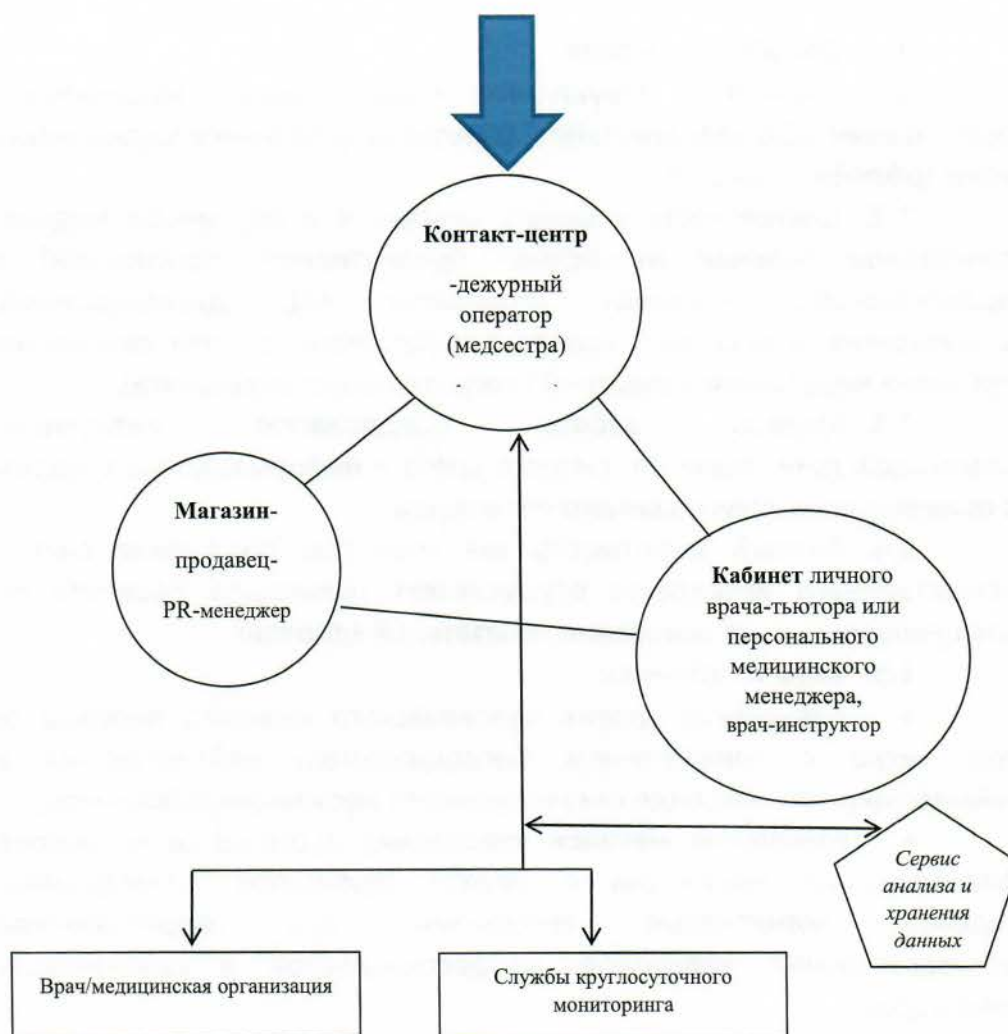 Контакт-центр
-дежурный
оператор
(медсестра)
-
Магазин-
продавец-
PR-менеджер
Кабинет личного
врача-тьютора или
персонального
медицинского
менеджера,
врач-инструктор
Сервис
анализа и
хранения
данных
Врач/медицинская организация
Службы круглосуточного
мониторинга